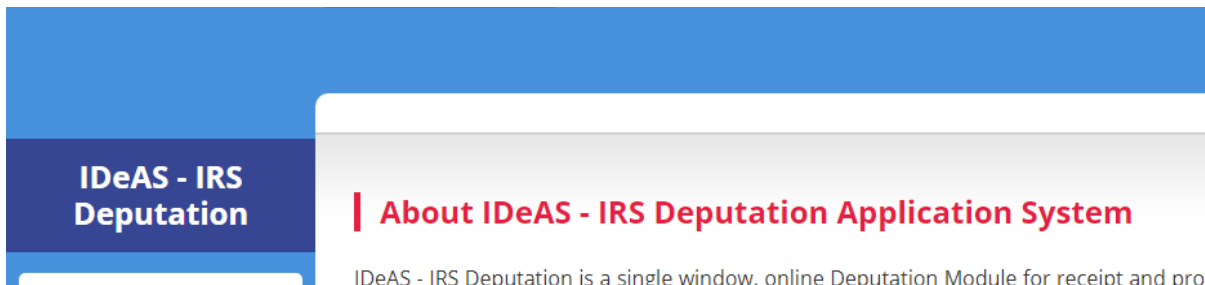 IDeAS - IRS
Deputation
About IDeAS - IRS Deputation Application System
IDeAS - IRS Deputation is a single window, online Deputation Module for receipt and pro